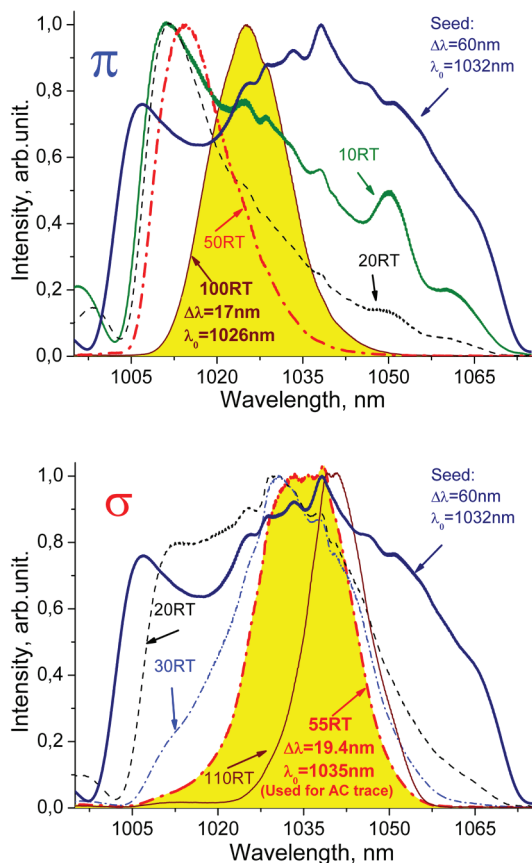 π
Seed:
Δλ=60nm
λ₀=1032nm
10RT
50RT
20RT
100RT
Δλ=17nm
λ₀=1026nm
Intensity, arb.unit.
1,0
0,8
0,6
0,4
0,2
0,0
1005 1020 1035 1050 1065
Wavelength, nm
σ
Seed:
Δλ=60nm
λ₀=1032nm
20RT
30RT
110RT
55RT
Δλ=19.4nm
λ₀=1035nm
(Used for AC trace)
Intensity, arb.unit.
1,0
0,8
0,6
0,4
0,2
0,0
1005 1020 1035 1050 1065
Wavelength, nm